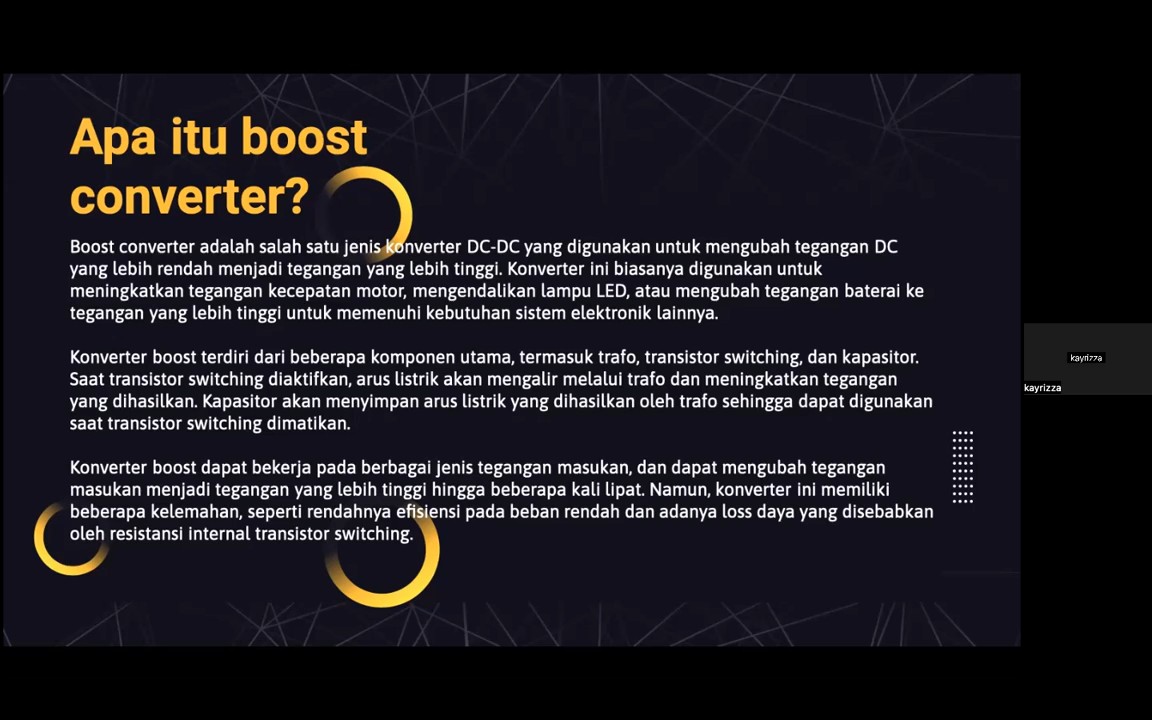 Apa itu boost
converter?
Boost converter adalah salah satu jenis konverter DC-DC yang digunakan untuk mengubah tegangan DC
yang lebih rendah menjadi tegangan yang lebih tinggi. Konverter ini biasanya digunakan untuk
meningkatkan tegangan kecepatan motor, mengendalikan lampu LED, atau mengubah tegangan baterai ke
tegangan yang lebih tinggi untuk memenuhi kebutuhan sistem elektronik lainnya.
Konverter boost terdiri dari beberapa komponen utama, termasuk trafo, transistor switching, dan kapasitor.
Saat transistor switching diaktifkan, arus listrik akan mengalir melalui trafo dan meningkatkan tegangan
yang dihasilkan. Kapasitor akan menyimpan arus listrik yang dihasilkan oleh trafo sehingga dapat digunakan
saat transistor switching dimatikan.
Konverter boost dapat bekerja pada berbagai jenis tegangan masukan, dan dapat mengubah tegangan
masukan menjadi tegangan yang lebih tinggi hingga beberapa kali lipat. Namun, konverter ini memiliki
beberapa kelemahan, seperti rendahnya efisiensi pada beban rendah dan adanya loss daya yang disebabkan
oleh resistansi internal transistor switching.
kayrizza
kayrizza